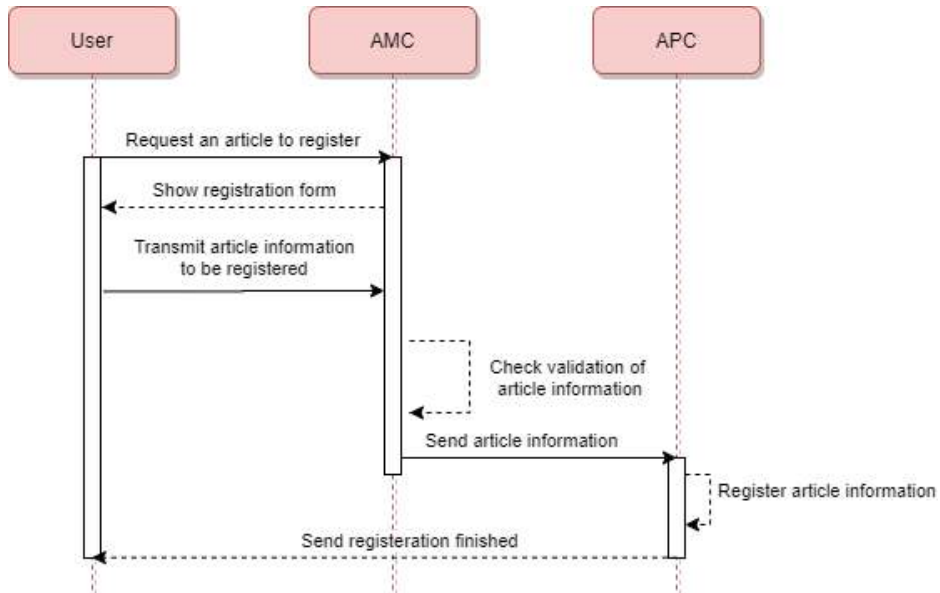 User
AMC
APC
Request an article to register
Show registration form
Transmit article information
to be registered
Check validation of
article information
Send article information
Register article information
Send registeration finished